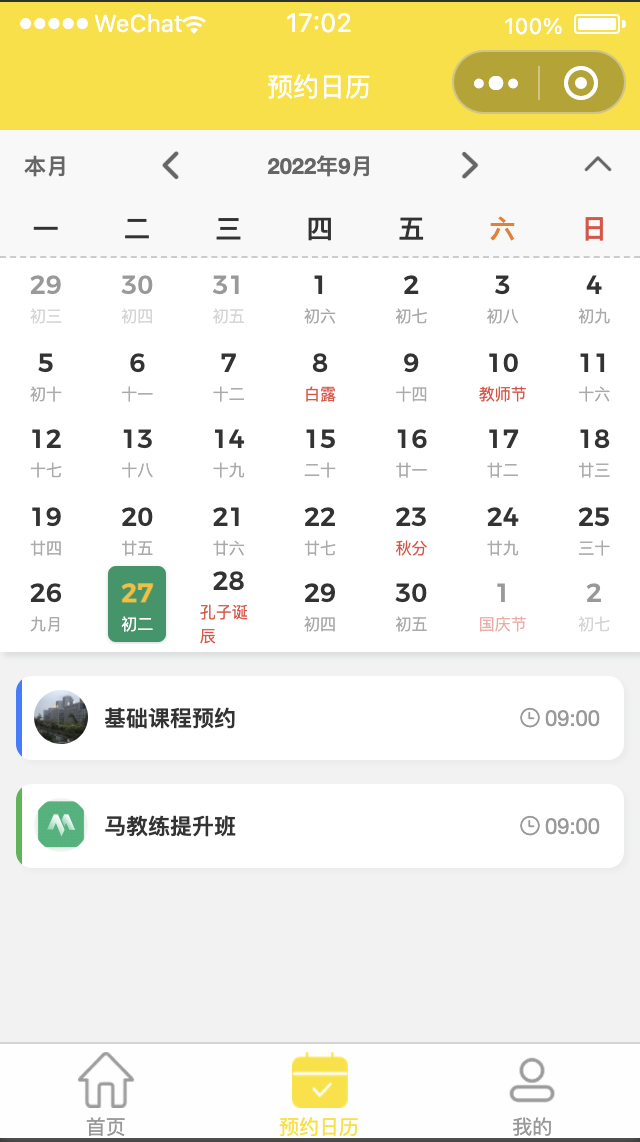 WeChat 17:02 100%
预约日历
本月 2022年9月
一 二 三 四 五 六 日
29 30 31 1 2 3 4
初三 初四 初五 初六 初七 初八 初九
5 6 7 8 9 10 11
初十 十一 十二 白露 十四 教师节 十六
12 13 14 15 16 17 18
十七 十八 十九 二十 廿一 廿二 廿三
19 20 21 22 23 24 25
廿四 廿五 廿六 廿七 秋分 廿九 三十
26 27 28 29 30 1 2
九月 初二 孔子诞 初四 初五 国庆节 初七
辰
基础课程预约 09:00
马教练提升班 09:00
首页 预约日历 我的